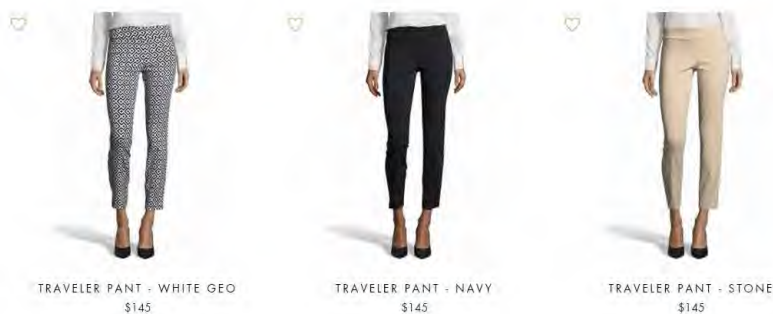 TRAVELER PANT - WHITE GEO
$145
TRAVELER PANT - NAVY
$145
TRAVELER PANT - STONE
$145